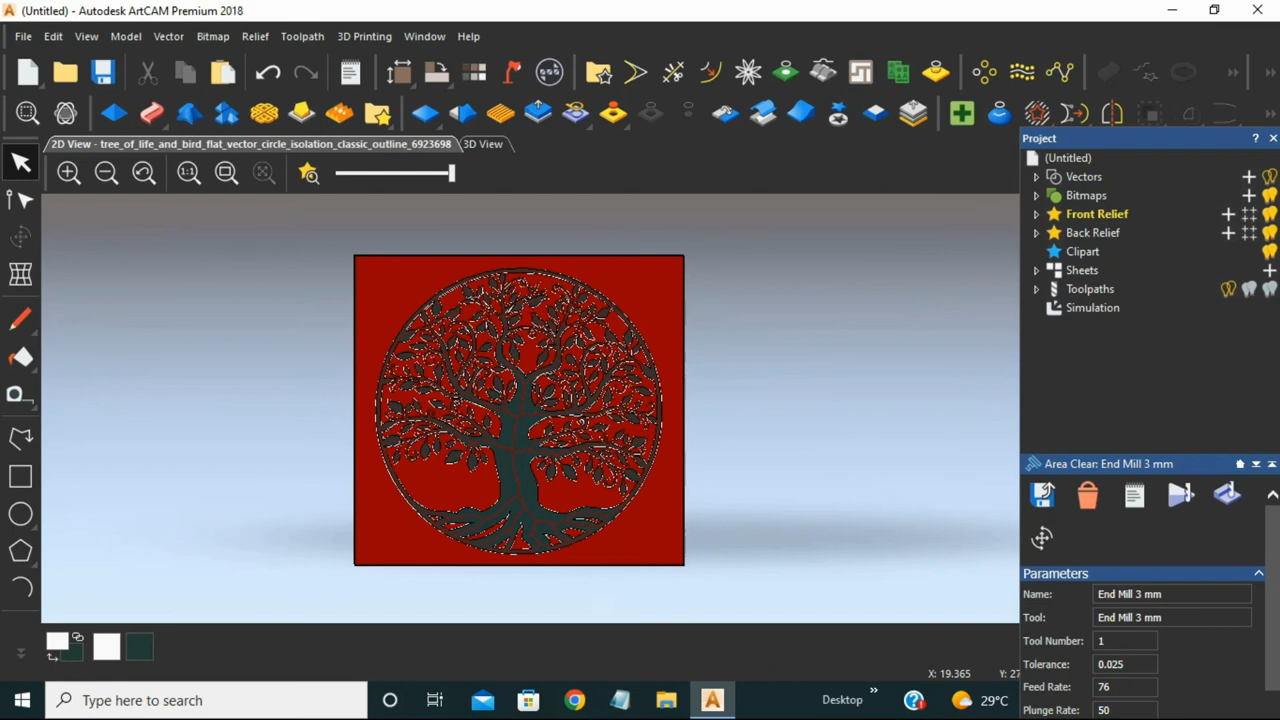 (Untitled) - Autodesk ArtCAM Premium 2018
File Edit View Model Vector Bitmap Relief Toolpath 3D Printing Window Help
2D View - tree_of_life_and_bird_flat_vector_circle_isolation_classic_outline_6923698 3D View
1:1
Project
(Untitled)
Vectors
Bitmaps
Front Relief
Back Relief
Clipart
Sheets
Toolpaths
Simulation
Area Clear: End Mill 3 mm
Parameters
Name: End Mill 3 mm
Tool: End Mill 3 mm
Tool Number: 1
Tolerance: 0.025
Feed Rate: 76
Plunge Rate: 50
X: 19.365 Y: 27
Type here to search
Desktop
29°C